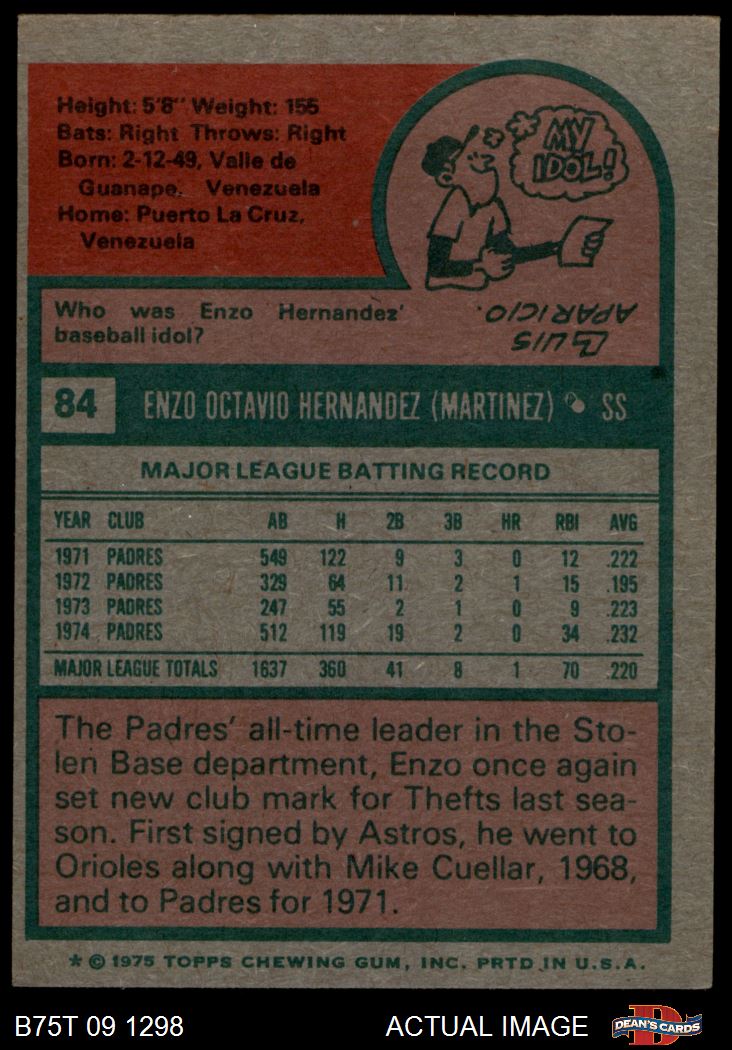 Height: 5'8" Weight: 155
Bats: Right Throws: Right
Born: 2-12-49, Valle de
Guanape, Venezuela
Home: Puerto La Cruz,
Venezuela
MY
IDOL!
Who was Enzo Hernandez'
baseball idol?
LUIS
APARICIO.
84 ENZO OCTAVIO HERNANDEZ (MARTINEZ) SS
MAJOR LEAGUE BATTING RECORD
YEAR CLUB AB H 2B 3B HR RBI AVG
1971 PADRES 549 122 9 3 0 12 .222
1972 PADRES 329 64 11 2 1 15 .195
1973 PADRES 247 55 2 1 0 9 .223
1974 PADRES 512 119 19 2 0 34 .232
MAJOR LEAGUE TOTALS 1637 360 41 8 1 70 .220
The Padres' all-time leader in the Sto-
len Base department, Enzo once again
set new club mark for Thefts last sea-
son. First signed by Astros, he went to
Orioles along with Mike Cuellar, 1968,
and to Padres for 1971.
* © 1975 TOPPS CHEWING GUM, INC. PRTD. IN U.S.A.
B75T 09 1298 ACTUAL IMAGE
D
DEAN'S CARDS